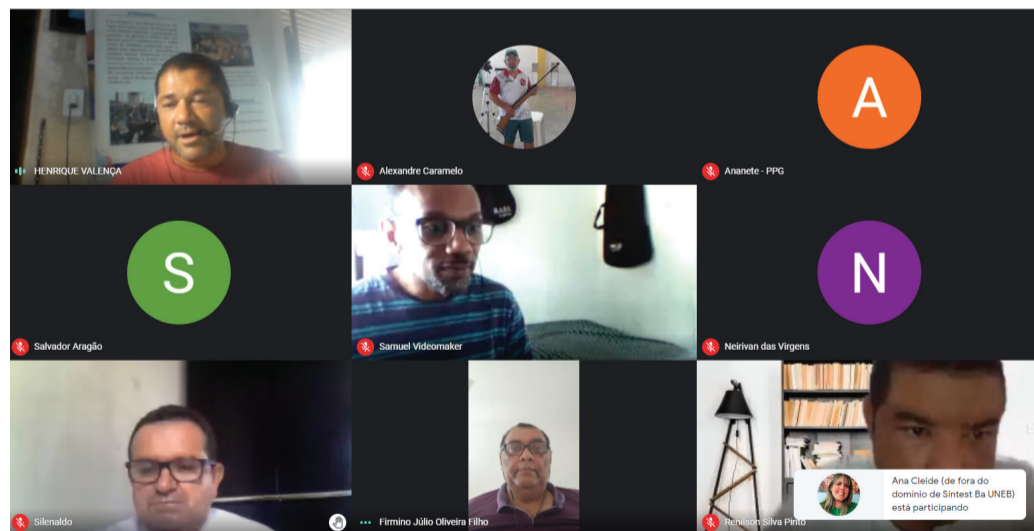 HENRIQUE VALENÇA
Alexandre Caramelo
A
Ananete - PPG
S
Salvador Aragão
Samuel Videomaker
N
Neirivan das Virgens
Silenaldo
Firmino Júlio Oliveira Filho
Renilson Silva Pinto
Ana Cleide (de fora do
domínio de Sintest Ba UNEB)
está participando